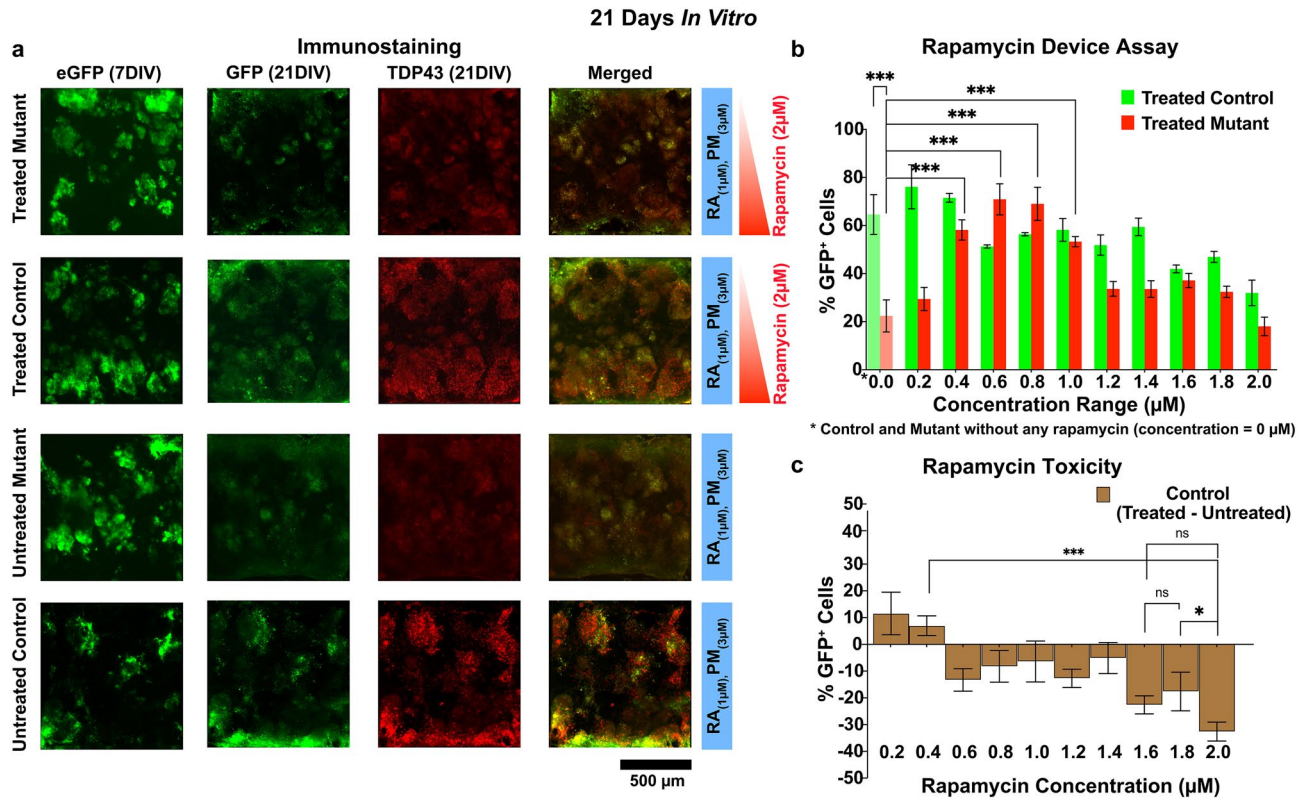 21 Days In Vitro
a
Immunostaining
eGFP (7DIV) GFP (21DIV) TDP43 (21DIV) Merged
Treated Mutant
RA(1µM), PM(3µM)
Rapamycin (2µM)
Treated Control
RA(1µM), PM(3µM)
Rapamycin (2µM)
Untreated Mutant
RA(1µM), PM(3µM)
Untreated Control
RA(1µM), PM(3µM)
500 µm
b
Rapamycin Device Assay
Treated Control
Treated Mutant
***
***
***
***
***
% GFP+ Cells
100
80
60
40
20
0
*0.0 0.2 0.4 0.6 0.8 1.0 1.2 1.4 1.6 1.8 2.0
Concentration Range (µM)
* Control and Mutant without any rapamycin (concentration = 0 µM)
c
Rapamycin Toxicity
Control
(Treated - Untreated)
ns
***
ns
*
% GFP+ Cells
50
40
30
20
10
0
-10
-20
-30
-40
-50
0.2 0.4 0.6 0.8 1.0 1.2 1.4 1.6 1.8 2.0
Rapamycin Concentration (µM)